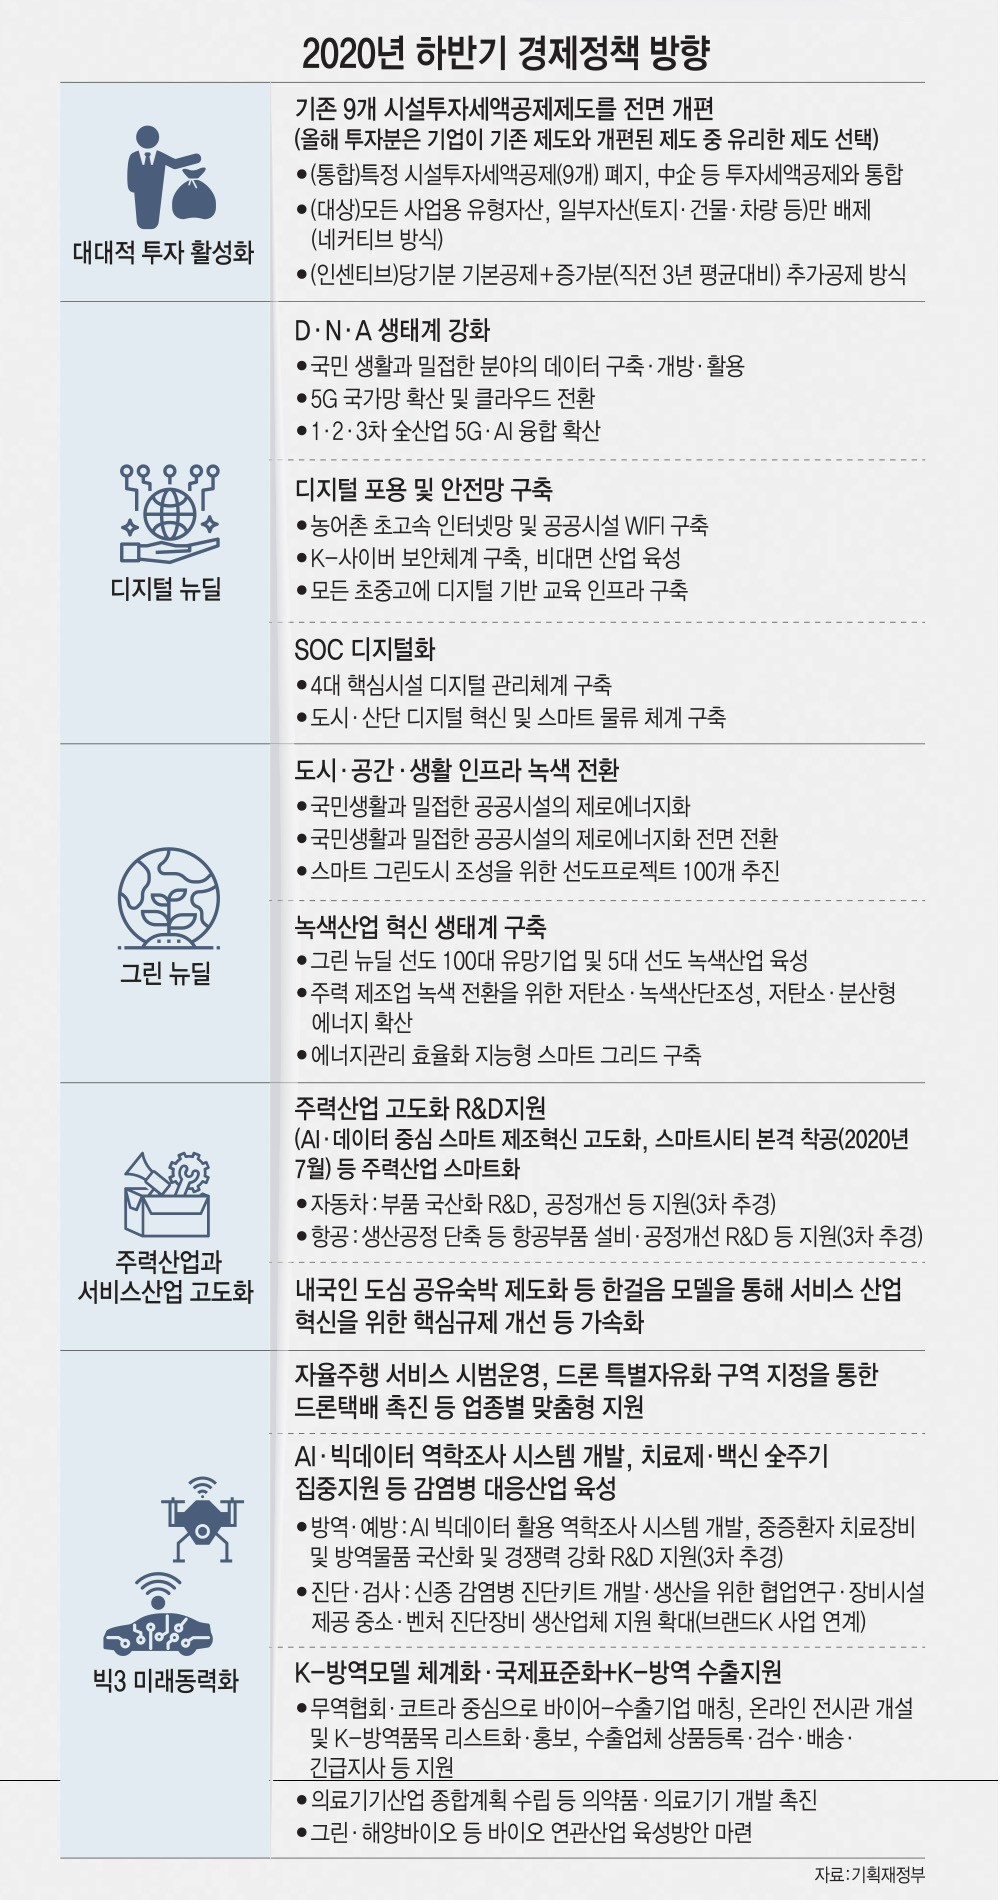 2020년 하반기 경제정책 방향
대대적 투자 활성화
기존 9개 시설투자세액공제제도를 전면 개편
(올해 투자분은 기업이 기존 제도와 개편된 제도 중 유리한 제도 선택)
●(통합)특정 시설투자세액공제(9개) 폐지, 中企 등 투자세액공제와 통합
●(대상)모든 사업용 유형자산, 일부자산(토지·건물·차량 등)만 배제
(네커티브 방식)
●(인센티브)당기분 기본공제+증가분(직전 3년 평균대비) 추가공제 방식
디지털 뉴딜
D·N·A 생태계 강화
●국민 생활과 밀접한 분야의 데이터 구축·개방·활용
●5G 국가망 확산 및 클라우드 전환
●1·2·3차 全산업 5G·AI 융합 확산
디지털 포용 및 안전망 구축
●농어촌 초고속 인터넷망 및 공공시설 WIFI 구축
●K-사이버 보안체계 구축, 비대면 산업 육성
●모든 초중고에 디지털 기반 교육 인프라 구축
SOC 디지털화
●4대 핵심시설 디지털 관리체계 구축
●도시·산단 디지털 혁신 및 스마트 물류 체계 구축
그린 뉴딜
도시·공간·생활 인프라 녹색 전환
●국민생활과 밀접한 공공시설의 제로에너지화
●국민생활과 밀접한 공공시설의 제로에너지화 전면 전환
●스마트 그린도시 조성을 위한 선도프로젝트 100개 추진
녹색산업 혁신 생태계 구축
●그린 뉴딜 선도 100대 유망기업 및 5대 선도 녹색산업 육성
●주력 제조업 녹색 전환을 위한 저탄소·녹색산단조성, 저탄소·분산형
에너지 확산
●에너지관리 효율화 지능형 스마트 그리드 구축
주력산업과
서비스산업 고도화
주력산업 고도화 R&D지원
(AI·데이터 중심 스마트 제조혁신 고도화, 스마트시티 본격 착공(2020년
7월) 등 주력산업 스마트화
●자동차:부품 국산화 R&D, 공정개선 등 지원(3차 추경)
●항공:생산공정 단축 등 항공부품 설비·공정개선 R&D 등 지원(3차 추경)
내국인 도심 공유숙박 제도화 등 한걸음 모델을 통해 서비스 산업
혁신을 위한 핵심규제 개선 등 가속화
빅3 미래동력화
자율주행 서비스 시범운영, 드론 특별자유화 구역 지정을 통한
드론택배 촉진 등 업종별 맞춤형 지원
AI·빅데이터 역학조사 시스템 개발, 치료제·백신 全주기
집중지원 등 감염병 대응산업 육성
●방역·예방:AI 빅데이터 활용 역학조사 시스템 개발, 중증환자 치료장비
및 방역물품 국산화 및 경쟁력 강화 R&D 지원(3차 추경)
●진단·검사:신종 감염병 진단키트 개발·생산을 위한 협업연구·장비시설
제공 중소·벤처 진단장비 생산업체 지원 확대(브랜드K 사업 연계)
K-방역모델 체계화·국제표준화+K-방역 수출지원
●무역협회·코트라 중심으로 바이어-수출기업 매칭, 온라인 전시관 개설
및 K-방역품목 리스트화·홍보, 수출업체 상품등록·검수·배송·
긴급지사 등 지원
●의료기기산업 종합계획 수립 등 의약품·의료기기 개발 촉진
●그린·해양바이오 등 바이오 연관산업 육성방안 마련
자료:기획재정부